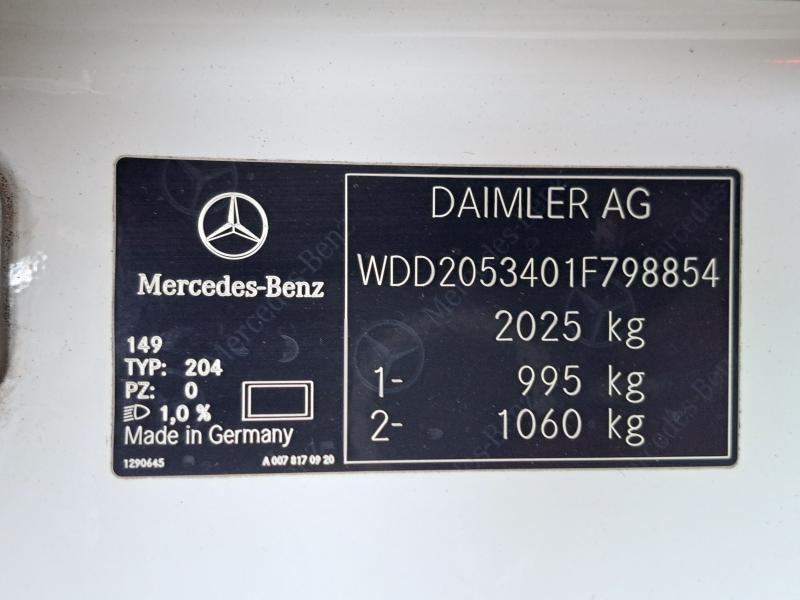 Mercedes-Benz
149
TYP: 204
PZ: 0
1,0 %
Made in Germany
1290645 A 007 817 09 20
DAIMLER AG
WDD2053401F798854
2025 kg
1- 995 kg
2- 1060 kg